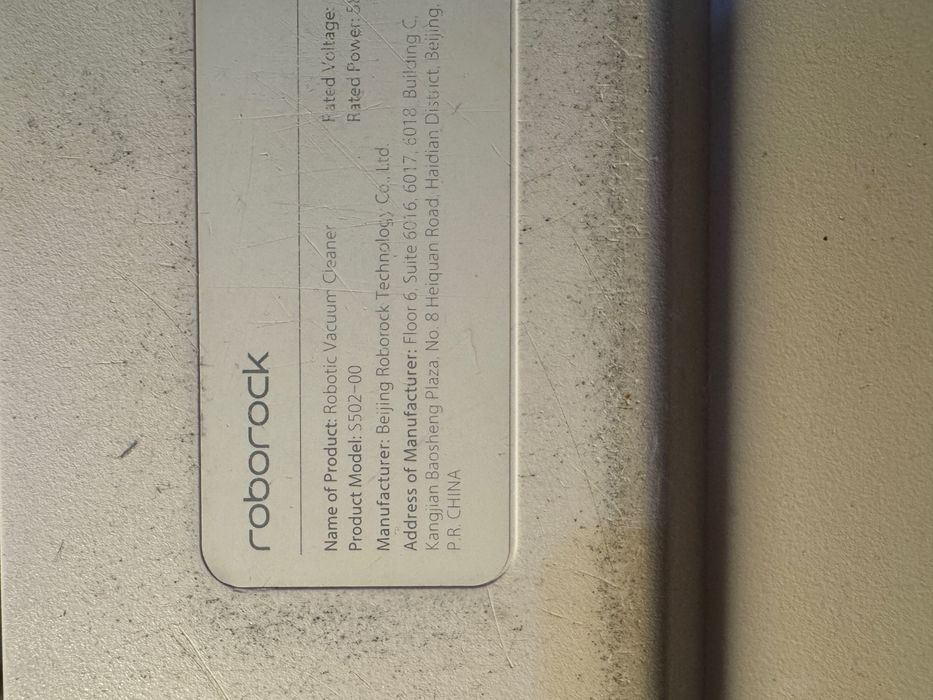 roborock
Name of Product: Robotic Vacuum Cleaner Rated Voltage:
Product Model: S502-00 Rated Power:
Manufacturer: Beijing Roborock Technology Co., Ltd.
Address of Manufacturer: Floor 6, Suite 6016, 6017, 6018, Building C,
Kangjian Baosheng Plaza, No. 8 Heiquan Road, Haidian District, Beijing,
P.R. CHINA